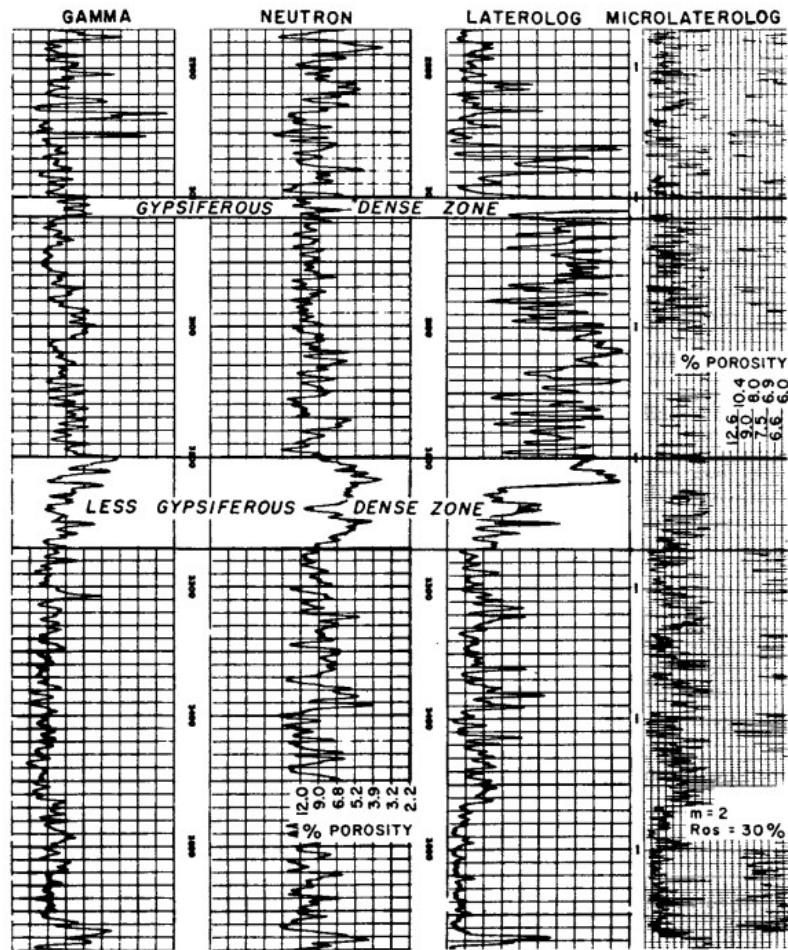 GAMMA NEUTRON LATEROLOG MICROLATEROLOG
GYPSIFEROUS DENSE ZONE
% POROSITY
12.6 10.4
9.0 8.0
7.5 6.9
6.6 6.0
LESS GYPSIFEROUS DENSE ZONE
12.0
9.0
6.8
5.2
3.9
3.2
2.2
% POROSITY
m = 2
Ros = 30%